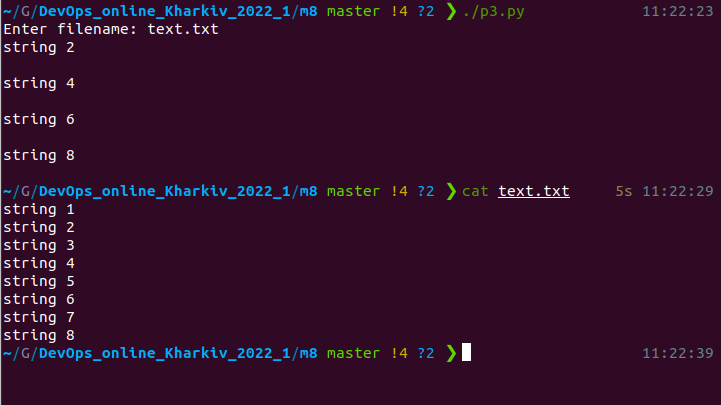 ~/G/DevOps_online_Kharkiv_2022_1/m8 master !4 ?2 ❯ ./p3.py 11:22:23
Enter filename: text.txt
string 2
string 4
string 6
string 8
~/G/DevOps_online_Kharkiv_2022_1/m8 master !4 ?2 ❯ cat text.txt 5s 11:22:29
string 1
string 2
string 3
string 4
string 5
string 6
string 7
string 8
~/G/DevOps_online_Kharkiv_2022_1/m8 master !4 ?2 ❯ 11:22:39